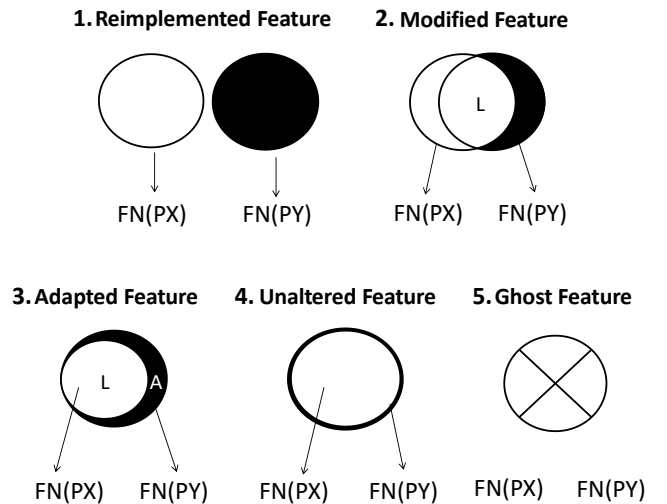 1. Reimplemented Feature
2. Modified Feature
L
FN(PX)
FN(PY)
FN(PX)
FN(PY)
3. Adapted Feature
4. Unaltered Feature
5. Ghost Feature
L
A
FN(PX)
FN(PY)
FN(PX)
FN(PY)
FN(PX)
FN(PY)